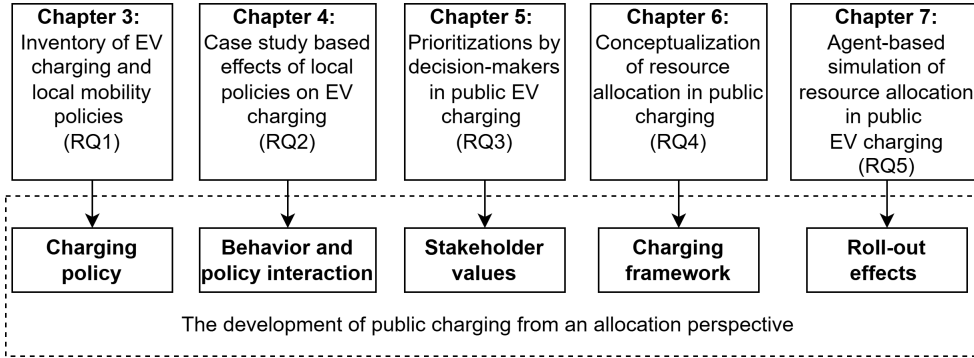 Chapter 3:
Inventory of EV
charging and
local mobility
policies
(RQ1)
Chapter 4:
Case study based
effects of local
policies on EV
charging
(RQ2)
Chapter 5:
Prioritizations by
decision-makers
in public EV
charging
(RQ3)
Chapter 6:
Conceptualization
of resource
allocation in public
charging
(RQ4)
Chapter 7:
Agent-based
simulation of
resource allocation
in public
EV charging
(RQ5)
Charging
policy
Behavior and
policy interaction
Stakeholder
values
Charging
framework
Roll-out
effects
The development of public charging from an allocation perspective